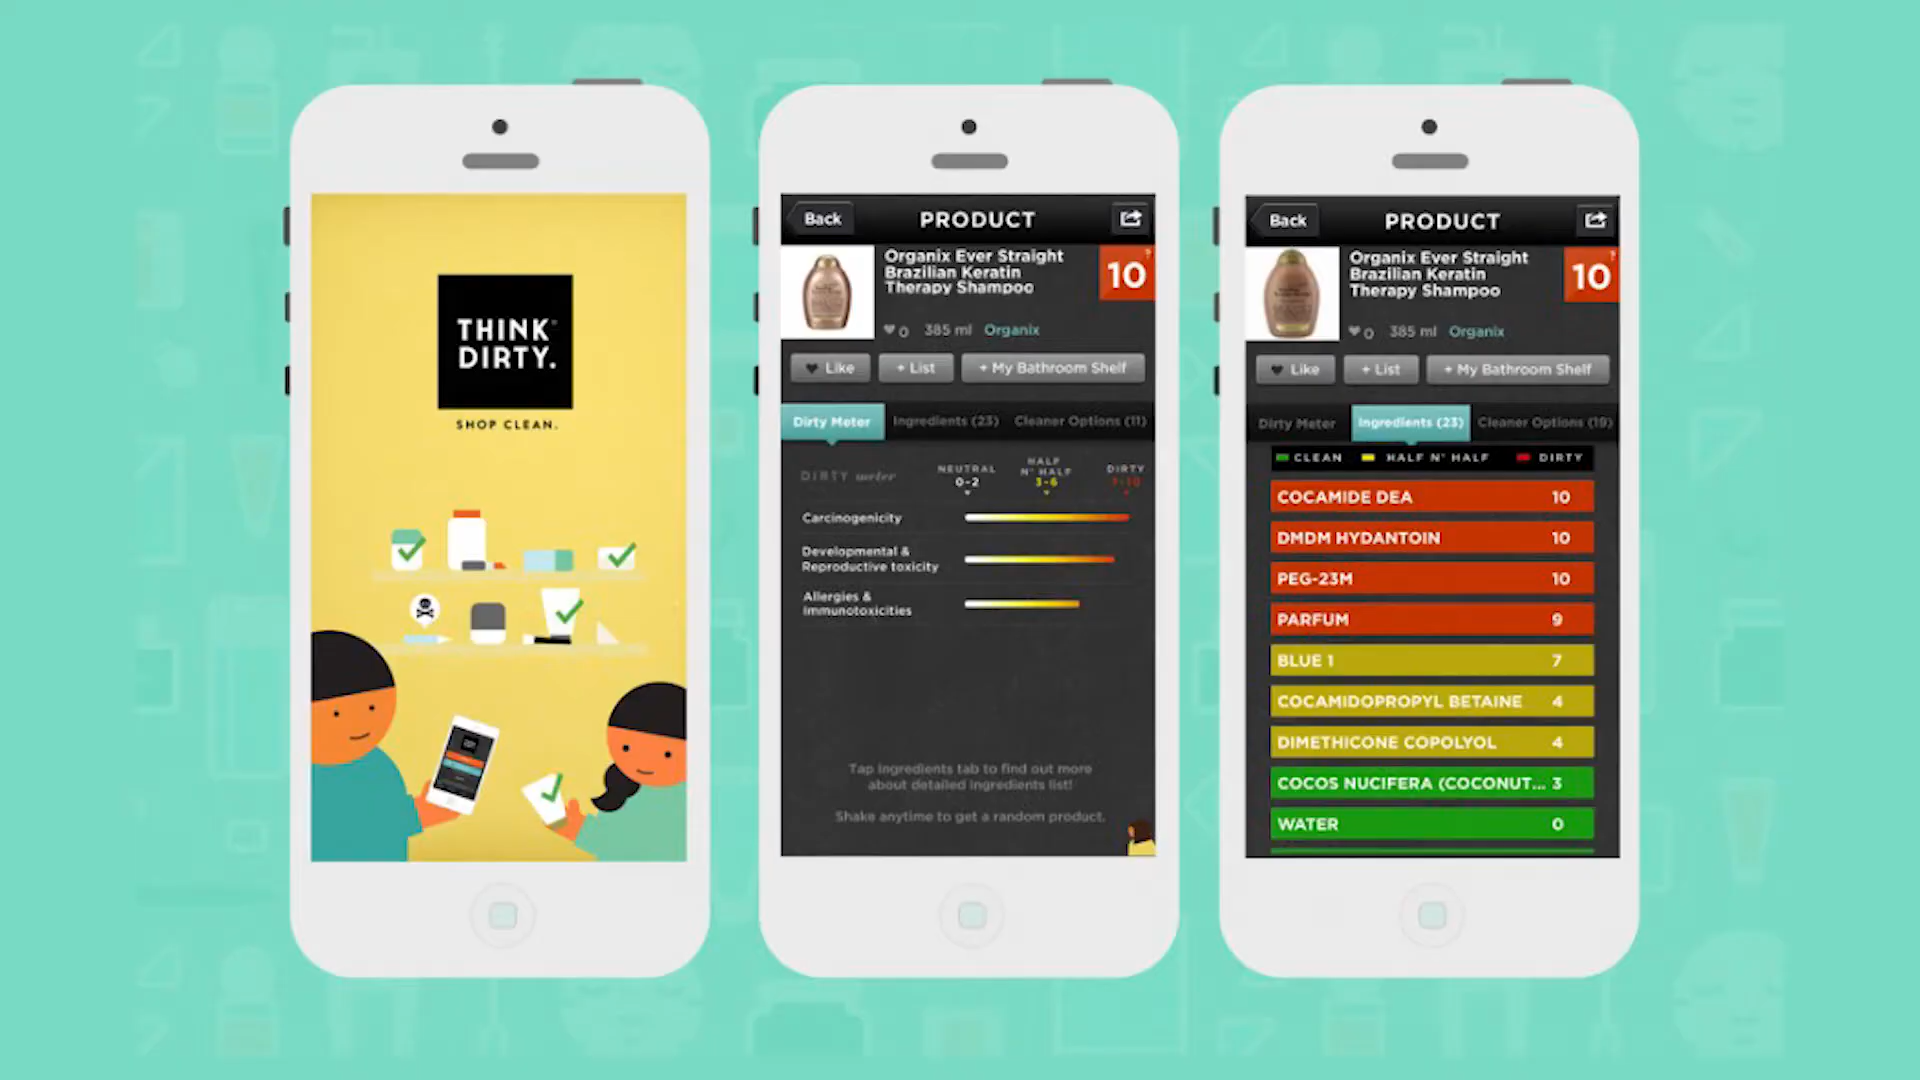 THINK
DIRTY.
SHOP CLEAN.
Back
PRODUCT
Organix Ever Straight
Brazilian Keratin
Therapy Shampoo
10
?
0 385 ml Organix
Like
+ List
+ My Bathroom Shelf
Dirty Meter
Ingredients (23)
Cleaner Options (11)
DIRTY meter
NEUTRAL
0-2
HALF
N' HALF
3-6
DIRTY
7-10
Carcinogenicity
Developmental &
Reproductive toxicity
Allergies &
Immunotoxicities
Tap Ingredients tab to find out more
about detailed ingredients list!
Shake anytime to get a random product.
Back
PRODUCT
Organix Ever Straight
Brazilian Keratin
Therapy Shampoo
10
?
0 385 ml Organix
Like
+ List
+ My Bathroom Shelf
Dirty Meter
Ingredients (23)
Cleaner Options (19)
CLEAN HALF N' HALF DIRTY
COCAMIDE DEA 10
DMDM HYDANTOIN 10
PEG-23M 10
PARFUM 9
BLUE 1 7
COCAMIDOPROPYL BETAINE 4
DIMETHICONE COPOLYOL 4
COCOS NUCIFERA (COCONUT... 3
WATER 0